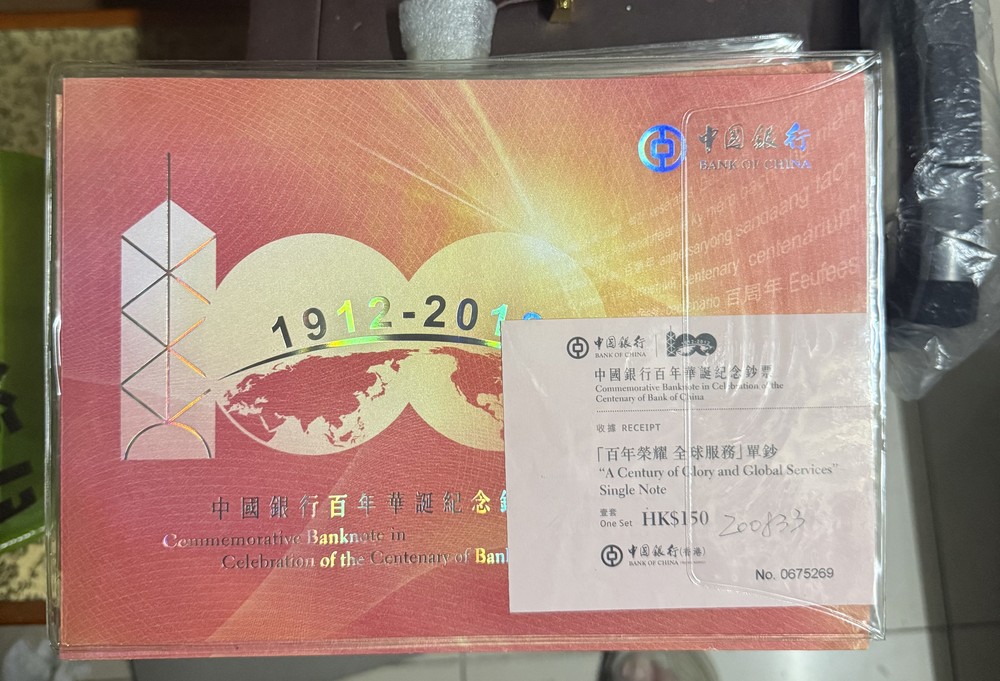 中國銀行
BANK OF CHINA
centenary
百周年 Eeufees
1912-20
中國銀行百年華誕紀念
Commemorative Banknote in
Celebration of the Centenary of Bank
中國銀行
BANK OF CHINA
100
中國銀行百年華誕紀念鈔票
Commemorative Banknote in Celebration of the
Centenary of Bank of China
收據 RECEIPT
「百年榮耀 全球服務」單鈔
“A Century of Glory and Global Services”
Single Note
壹套
One Set HK$150 200833
中國銀行(香港)
BANK OF CHINA
No. 0675269